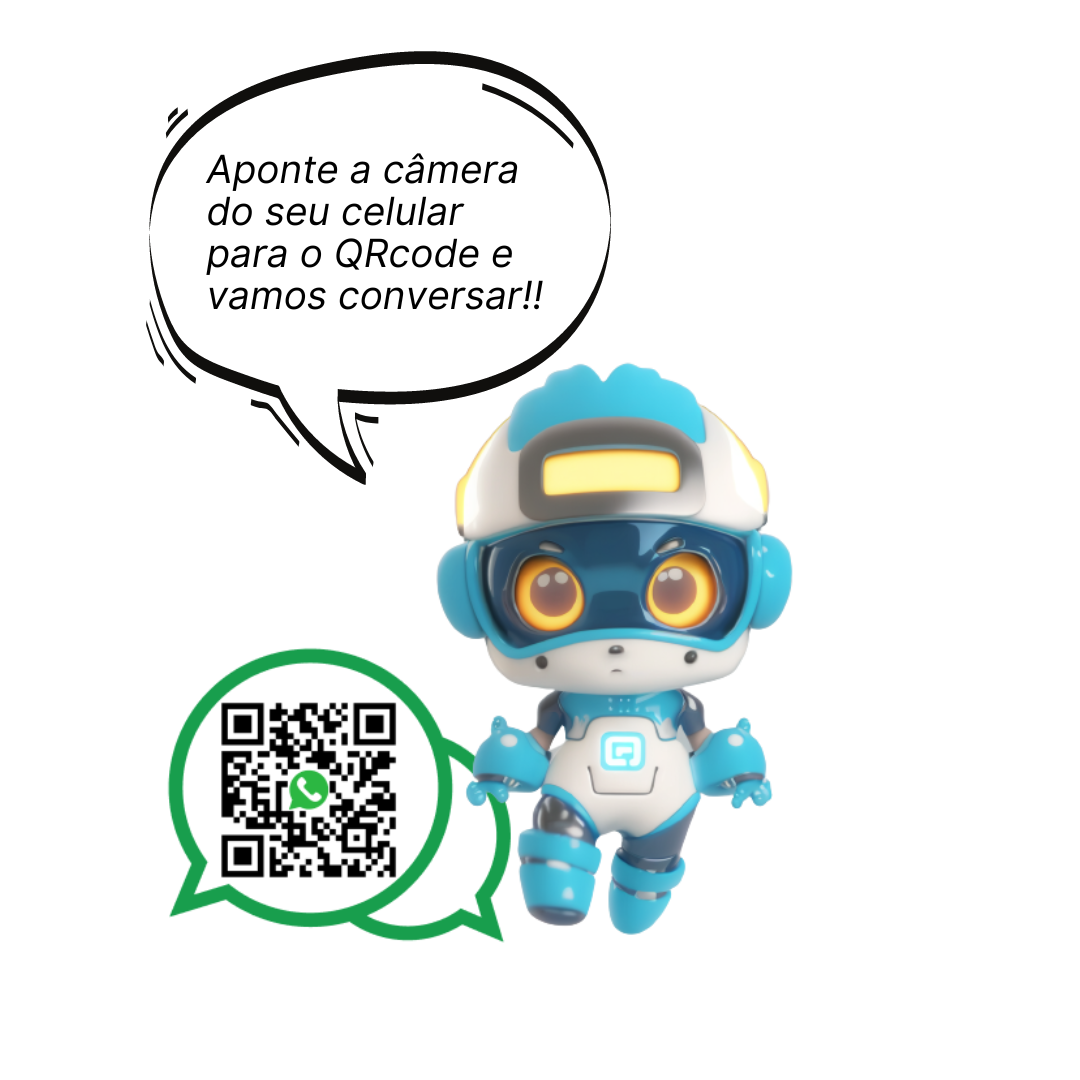 Aponte a câmera
do seu celular
para o QRcode e
vamos conversar!!